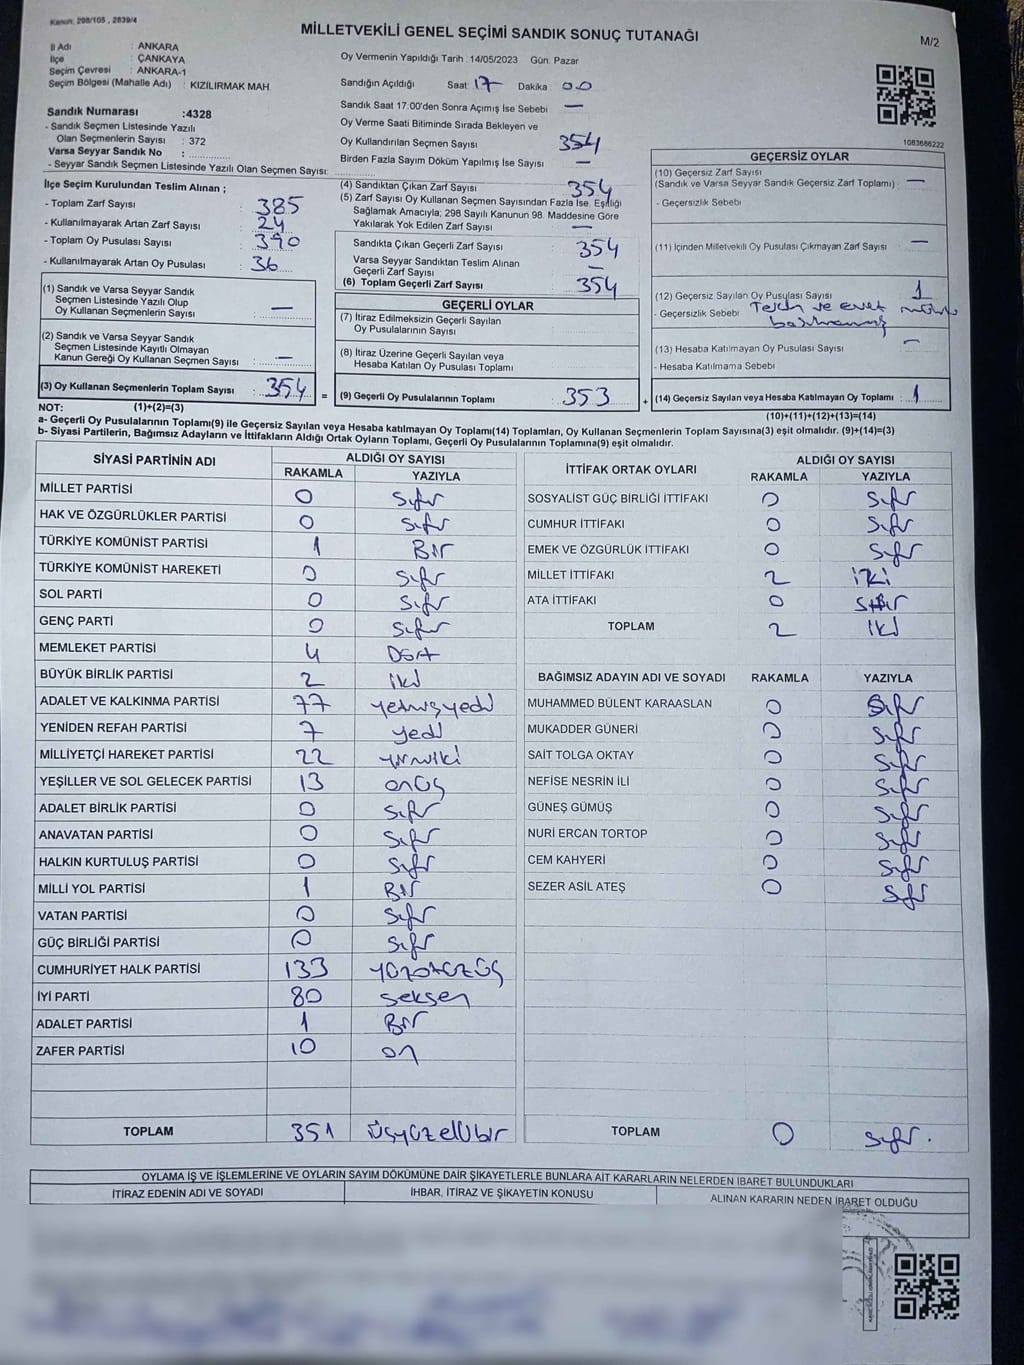 Kanun: 298/105 , 2839/4
MİLLETVEKİLİ GENEL SEÇİMİ SANDIK SONUÇ TUTANAĞI
M/2
İl Adı : ANKARA
İlçe : ÇANKAYA
Seçim Çevresi : ANKARA-1
Seçim Bölgesi (Mahalle Adı) : KIZILIRMAK MAH
Oy Vermenin Yapıldığı Tarih : 14/05/2023 Gün: Pazar
Sandığın Açıldığı Saat 17 Dakika 00
Sandık Saat 17:00'den Sonra Açımış İse Sebebi —
Oy Verme Saati Bitiminde Sırada Bekleyen ve
Oy Kullandırılan Seçmen Sayısı 354
Birden Fazla Sayım Döküm Yapılmış İse Sayısı —
1083686222
Sandık Numarası :4328
- Sandık Seçmen Listesinde Yazılı
Olan Seçmenlerin Sayısı : 372
Varsa Seyyar Sandık No :
- Seyyar Sandık Seçmen Listesinde Yazılı Olan Seçmen Sayısı:
İlçe Seçim Kurulundan Teslim Alınan ;
- Toplam Zarf Sayısı : 385
- Kullanılmayarak Artan Zarf Sayısı : 24
- Toplam Oy Pusulası Sayısı : 390
- Kullanılmayarak Artan Oy Pusulası : 36
(1) Sandık ve Varsa Seyyar Sandık
Seçmen Listesinde Yazılı Olup
Oy Kullanan Seçmenlerin Sayısı : —
(2) Sandık ve Varsa Seyyar Sandık
Seçmen Listesinde Kayıtlı Olmayan
Kanun Gereği Oy Kullanan Seçmen Sayısı : —
(3) Oy Kullanan Seçmenlerin Toplam Sayısı : 354
(4) Sandıktan Çıkan Zarf Sayısı 354
(5) Zarf Sayısı Oy Kullanan Seçmen Sayısından Fazla İse, Eşitliği
Sağlamak Amacıyla; 298 Sayılı Kanunun 98. Maddesine Göre
Yakılarak Yok Edilen Zarf Sayısı : —
Sandıkta Çıkan Geçerli Zarf Sayısı 354
Varsa Seyyar Sandıktan Teslim Alınan
Geçerli Zarf Sayısı —
(6) Toplam Geçerli Zarf Sayısı : 354
GEÇERLİ OYLAR
(7) İtiraz Edilmeksizin Geçerli Sayılan
Oy Pusulalarının Sayısı
(8) İtiraz Üzerine Geçerli Sayılan veya
Hesaba Katılan Oy Pusulası Toplamı
= (9) Geçerli Oy Pusulalarının Toplamı : 353
GEÇERSİZ OYLAR
(10) Geçersiz Zarf Sayısı
(Sandık ve Varsa Seyyar Sandık Geçersiz Zarf Toplamı) : —
- Geçersizlik Sebebi
(11) İçinden Milletvekili Oy Pusulası Çıkmayan Zarf Sayısı : —
(12) Geçersiz Sayılan Oy Pusulası Sayısı : 1
- Geçersizlik Sebebi : Tercih ve evet mührü
basılmamış
(13) Hesaba Katılmayan Oy Pusulası Sayısı : —
- Hesaba Katılmama Sebebi :
+ (14) Geçersiz Sayılan veya Hesaba Katılmayan Oy Toplamı : 1
NOT: (1)+(2)=(3)
(10)+(11)+(12)+(13)=(14)
a- Geçerli Oy Pusulalarının Toplamı(9) ile Geçersiz Sayılan veya Hesaba katılmayan Oy Toplamı(14) Toplamları, Oy Kullanan Seçmenlerin Toplam Sayısına(3) eşit olmalıdır. (9)+(14)=(3)
b- Siyasi Partilerin, Bağımsız Adayların ve İttifakların Aldığı Ortak Oyların Toplamı, Geçerli Oy Pusulalarının Toplamına(9) eşit olmalıdır.
SİYASİ PARTİNİN ADI ALDIĞI OY SAYISI
RAKAMLA YAZIYLA
MİLLET PARTİSİ 0 sıfır
HAK VE ÖZGÜRLÜKLER PARTİSİ 0 sıfır
TÜRKİYE KOMÜNİST PARTİSİ 1 Bir
TÜRKİYE KOMÜNİST HAREKETİ 0 sıfır
SOL PARTİ 0 sıfır
GENÇ PARTİ 0 sıfır
MEMLEKET PARTİSİ 4 Dört
BÜYÜK BİRLİK PARTİSİ 2 iki
ADALET VE KALKINMA PARTİSİ 77 yetmişyedi
YENİDEN REFAH PARTİSİ 7 yedi
MİLLİYETÇİ HAREKET PARTİSİ 22 yirmiiki
YEŞİLLER VE SOL GELECEK PARTİSİ 13 onüç
ADALET BİRLİK PARTİSİ 0 sıfır
ANAVATAN PARTİSİ 0 sıfır
HALKIN KURTULUŞ PARTİSİ 0 sıfır
MİLLİ YOL PARTİSİ 1 Bir
VATAN PARTİSİ 0 sıfır
GÜÇ BİRLİĞİ PARTİSİ 0 sıfır
CUMHURİYET HALK PARTİSİ 133 yüzotuzüç
İYİ PARTİ 80 seksen
ADALET PARTİSİ 1 Bir
ZAFER PARTİSİ 10 on
TOPLAM 351 üçyüzellibir
İTTİFAK ORTAK OYLARI ALDIĞI OY SAYISI
RAKAMLA YAZIYLA
SOSYALİST GÜÇ BİRLİĞİ İTTİFAKI 0 sıfır
CUMHUR İTTİFAKI 0 sıfır
EMEK VE ÖZGÜRLÜK İTTİFAKI 0 sıfır
MİLLET İTTİFAKI 2 iki
ATA İTTİFAKI 0 sıfır
TOPLAM 2 iki
BAĞIMSIZ ADAYIN ADI VE SOYADI RAKAMLA YAZIYLA
MUHAMMED BÜLENT KARAASLAN 0 sıfır
MUKADDER GÜNERİ 0 sıfır
SAİT TOLGA OKTAY 0 sıfır
NEFİSE NESRİN İLİ 0 sıfır
GÜNEŞ GÜMÜŞ 0 sıfır
NURİ ERCAN TORTOP 0 sıfır
CEM KAHYERİ 0 sıfır
SEZER ASİL ATEŞ 0 sıfır
TOPLAM 0 sıfır.
OYLAMA İŞ VE İŞLEMLERİNE VE OYLARIN SAYIM DÖKÜMÜNE DAİR ŞİKAYETLERLE BUNLARA AİT KARARLARIN NELERDEN İBARET BULUNDUKLARI
İTİRAZ EDENİN ADI VE SOYADI İHBAR, İTİRAZ VE ŞİKAYETİN KONUSU ALINAN KARARIN NEDEN İBARET OLDUĞU